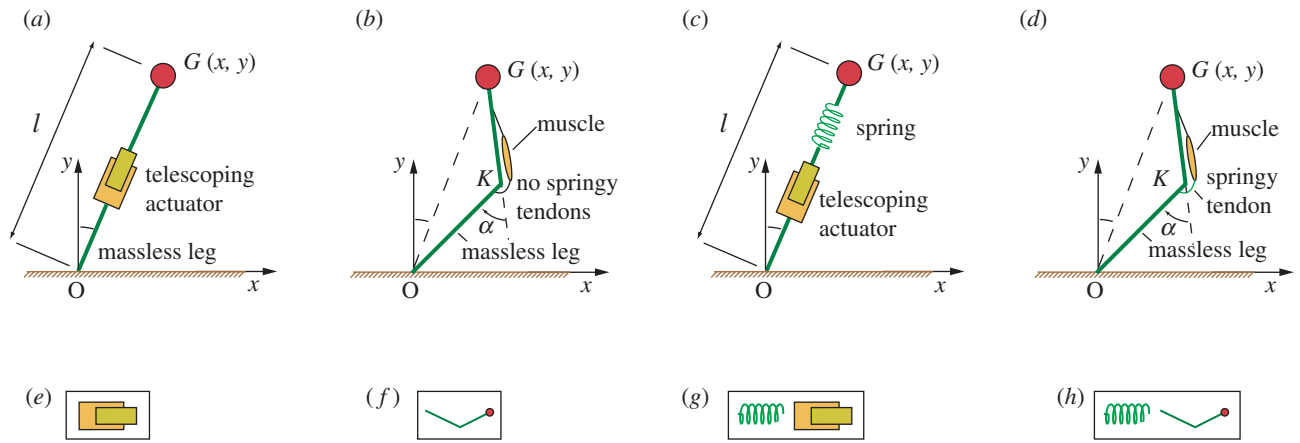 (a)
G (x, y)
l
y
telescoping
actuator
massless leg
O
x
(b)
G (x, y)
muscle
y
K
no springy
tendons
α
massless leg
O
x
(c)
G (x, y)
l
spring
y
telescoping
actuator
massless leg
O
x
(d)
G (x, y)
muscle
y
K
springy
tendon
α
massless leg
O
x
(e)
(f)
(g)
(h)